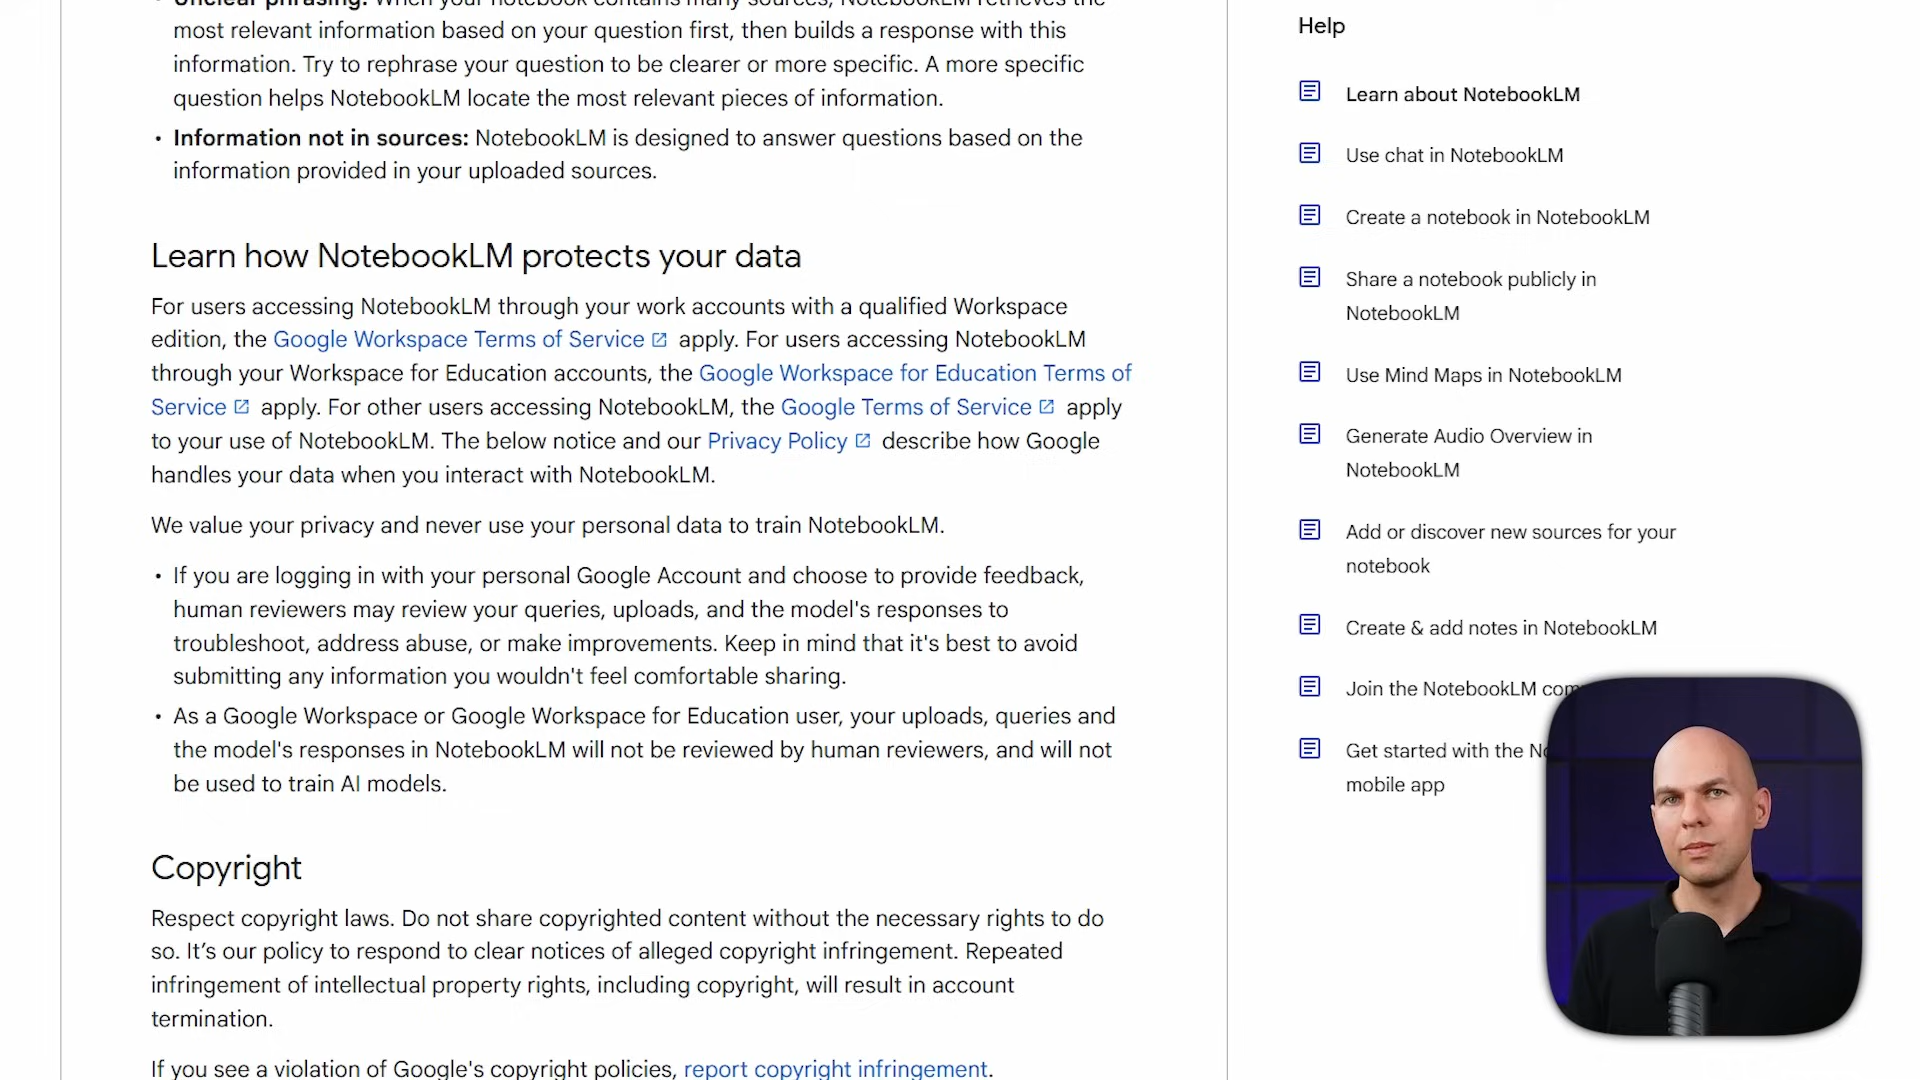 Unclear phrasing: When your notebook contains many sources, NotebookLM retrieves the
most relevant information based on your question first, then builds a response with this
information. Try to rephrase your question to be clearer or more specific. A more specific
question helps NotebookLM locate the most relevant pieces of information.
• Information not in sources: NotebookLM is designed to answer questions based on the
information provided in your uploaded sources.
Learn how NotebookLM protects your data
For users accessing NotebookLM through your work accounts with a qualified Workspace
edition, the Google Workspace Terms of Service apply. For users accessing NotebookLM
through your Workspace for Education accounts, the Google Workspace for Education Terms of
Service apply. For other users accessing NotebookLM, the Google Terms of Service apply
to your use of NotebookLM. The below notice and our Privacy Policy describe how Google
handles your data when you interact with NotebookLM.
We value your privacy and never use your personal data to train NotebookLM.
• If you are logging in with your personal Google Account and choose to provide feedback,
human reviewers may review your queries, uploads, and the model's responses to
troubleshoot, address abuse, or make improvements. Keep in mind that it's best to avoid
submitting any information you wouldn't feel comfortable sharing.
• As a Google Workspace or Google Workspace for Education user, your uploads, queries and
the model's responses in NotebookLM will not be reviewed by human reviewers, and will not
be used to train AI models.
Copyright
Respect copyright laws. Do not share copyrighted content without the necessary rights to do
so. It’s our policy to respond to clear notices of alleged copyright infringement. Repeated
infringement of intellectual property rights, including copyright, will result in account
termination.
If you see a violation of Google's copyright policies, report copyright infringement.
Help
Learn about NotebookLM
Use chat in NotebookLM
Create a notebook in NotebookLM
Share a notebook publicly in
NotebookLM
Use Mind Maps in NotebookLM
Generate Audio Overview in
NotebookLM
Add or discover new sources for your
notebook
Create & add notes in NotebookLM
Join the NotebookLM
Get started with the
mobile app